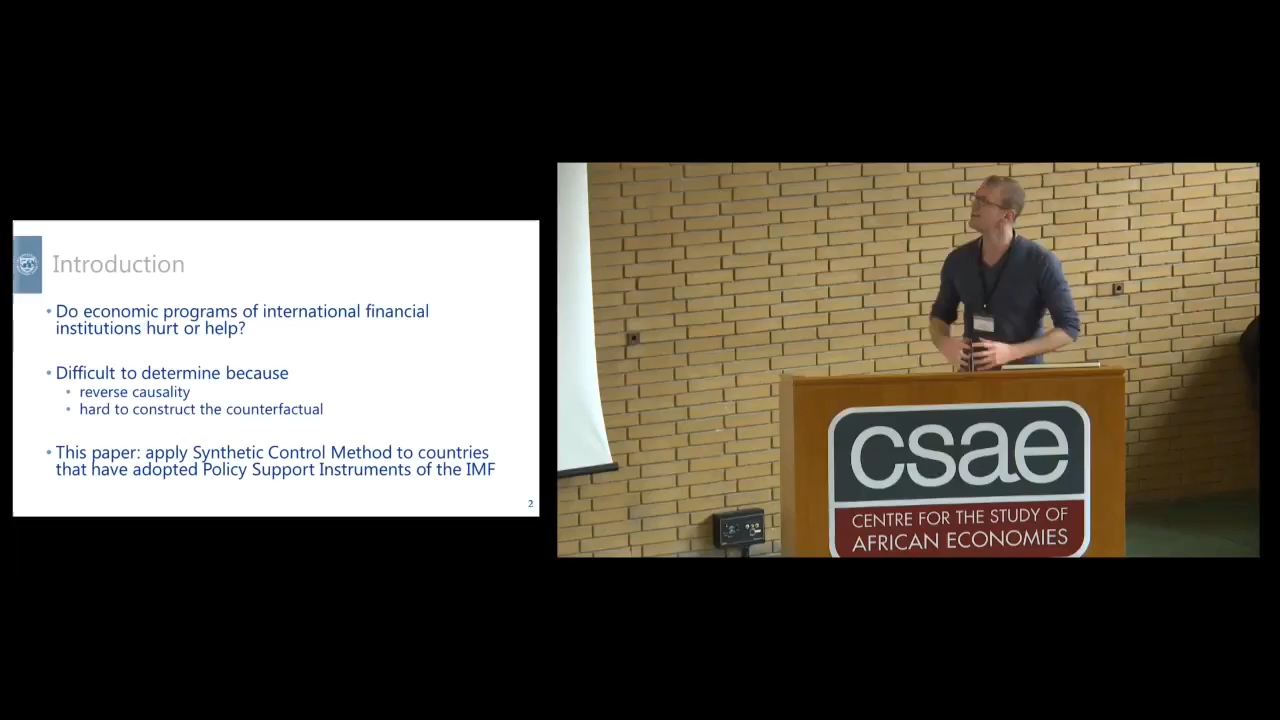 Introduction
• Do economic programs of international financial
institutions hurt or help?
• Difficult to determine because
• reverse causality
• hard to construct the counterfactual
• This paper: apply Synthetic Control Method to countries
that have adopted Policy Support Instruments of the IMF
2
csae
CENTRE FOR THE STUDY OF
AFRICAN ECONOMIES